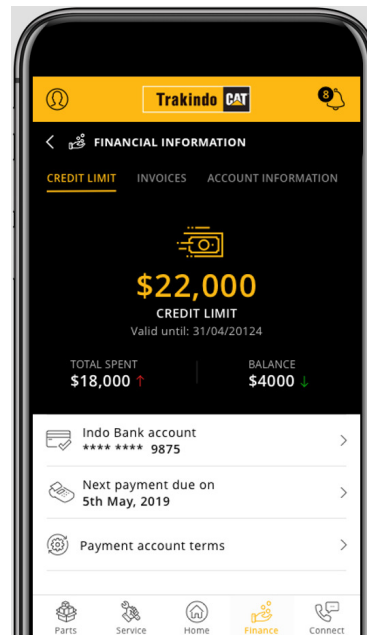 Trakindo CAT
8
FINANCIAL INFORMATION
CREDIT LIMIT INVOICES ACCOUNT INFORMATION
$22,000
CREDIT LIMIT
Valid until: 31/04/20124
TOTAL SPENT BALANCE
$18,000 ↑ $4000 ↓
Indo Bank account
**** **** 9875
Next payment due on
5th May, 2019
Payment account terms
Parts Service Home Finance Connect